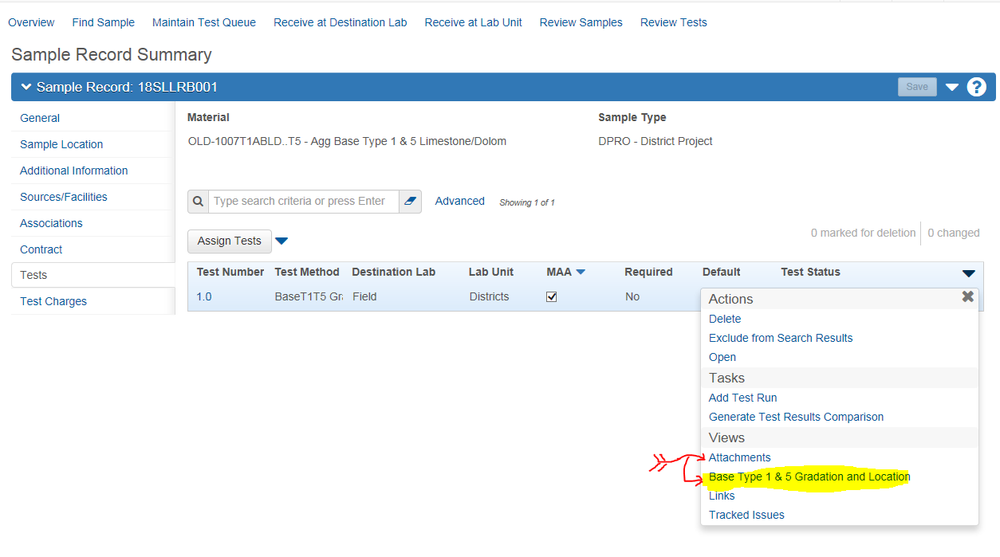 Overview Find Sample Maintain Test Queue Receive at Destination Lab Receive at Lab Unit Review Samples Review Tests
Sample Record Summary
Sample Record: 18SLLRB001 Save ?
General
Sample Location
Additional Information
Sources/Facilities
Associations
Contract
Tests
Test Charges
Material Sample Type
OLD-1007T1ABLD..T5 - Agg Base Type 1 & 5 Limestone/Dolom DPRO - District Project
Type search criteria or press Enter Advanced Showing 1 of 1
Assign Tests 0 marked for deletion 0 changed
Test Number Test Method Destination Lab Lab Unit MAA Required Default Test Status
1.0 BaseT1T5 Gra Field Districts No
Actions
Delete
Exclude from Search Results
Open
Tasks
Add Test Run
Generate Test Results Comparison
Views
Attachments
Base Type 1 & 5 Gradation and Location
Links
Tracked Issues